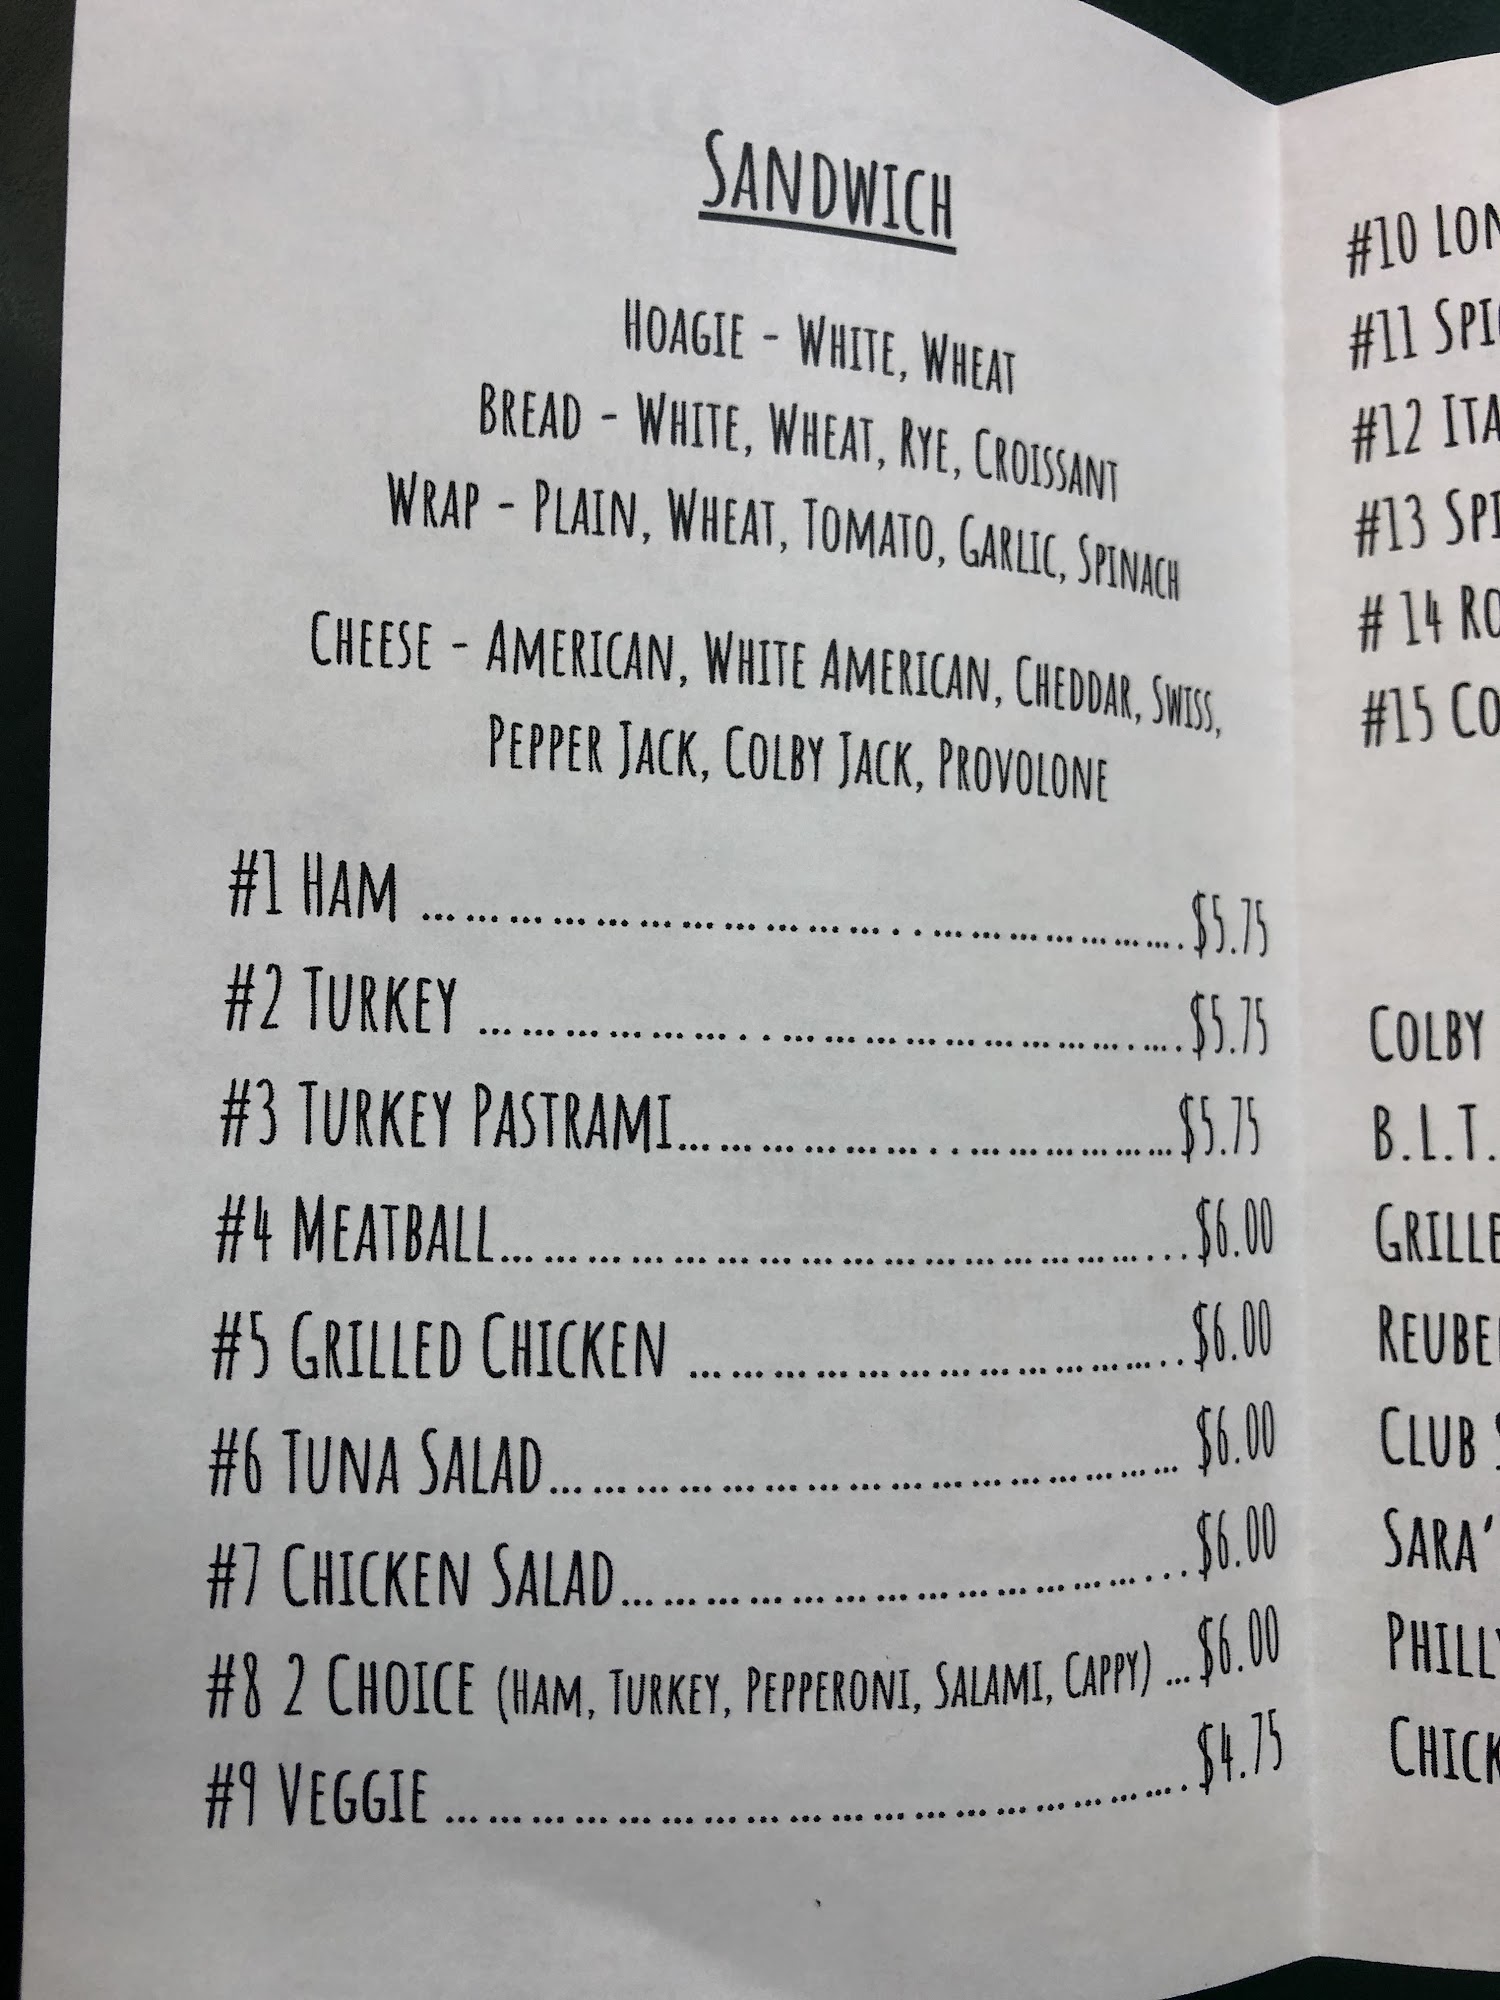 Sandwich
Hoagie - White, Wheat
Bread - White, Wheat, Rye, Croissant
Wrap - Plain, Wheat, Tomato, Garlic, Spinach
Cheese - American, White American, Cheddar, Swiss,
Pepper Jack, Colby Jack, Provolone
#1 Ham ........................................ $5.75
#2 Turkey ........................................ $5.75
#3 Turkey Pastrami........................................ $5.75
#4 Meatball........................................ $6.00
#5 Grilled Chicken ........................................ $6.00
#6 Tuna Salad........................................ $6.00
#7 Chicken Salad........................................ $6.00
#8 2 Choice (Ham, Turkey, Pepperoni, Salami, Cappy) ... $6.00
#9 Veggie ........................................ $4.75
#10
#11
#12
#13
# 14
#15
Colby
B.L.T.
Club